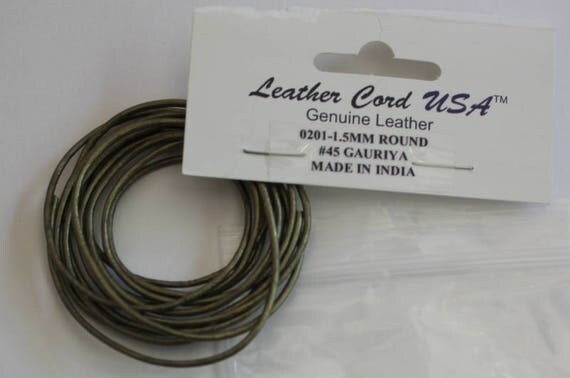 Leather Cord USA™
Genuine Leather
0201-1.5MM ROUND
#45 GAURIYA
MADE IN INDIA